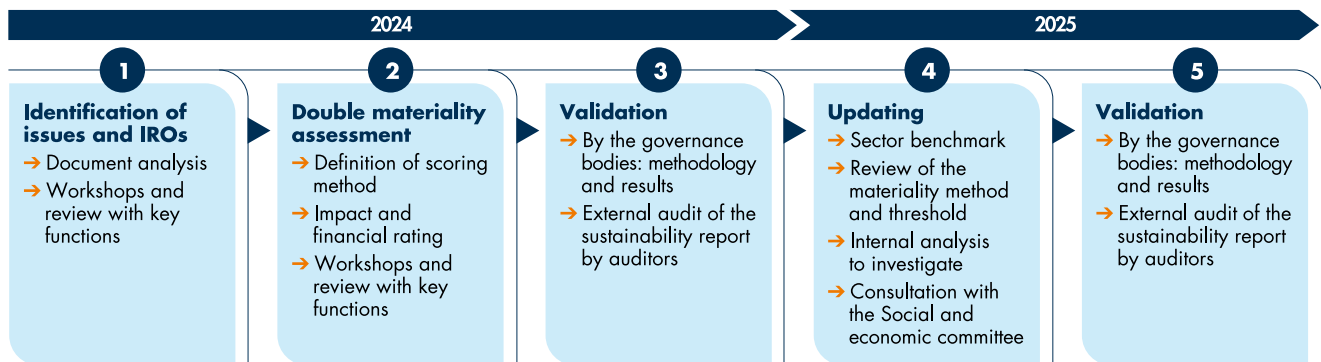 2024
2025
1
Identification of
issues and IROs
➔ Document analysis
➔ Workshops and
review with key
functions
2
Double materiality
assessment
➔ Definition of scoring
method
➔ Impact and
financial rating
➔ Workshops and
review with key
functions
3
Validation
➔ By the governance
bodies: methodology
and results
➔ External audit of the
sustainability report
by auditors
4
Updating
➔ Sector benchmark
➔ Review of the
materiality method
and threshold
➔ Internal analysis
to investigate
➔ Consultation with
the Social and
economic committee
5
Validation
➔ By the governance
bodies: methodology
and results
➔ External audit of the
sustainability report
by auditors